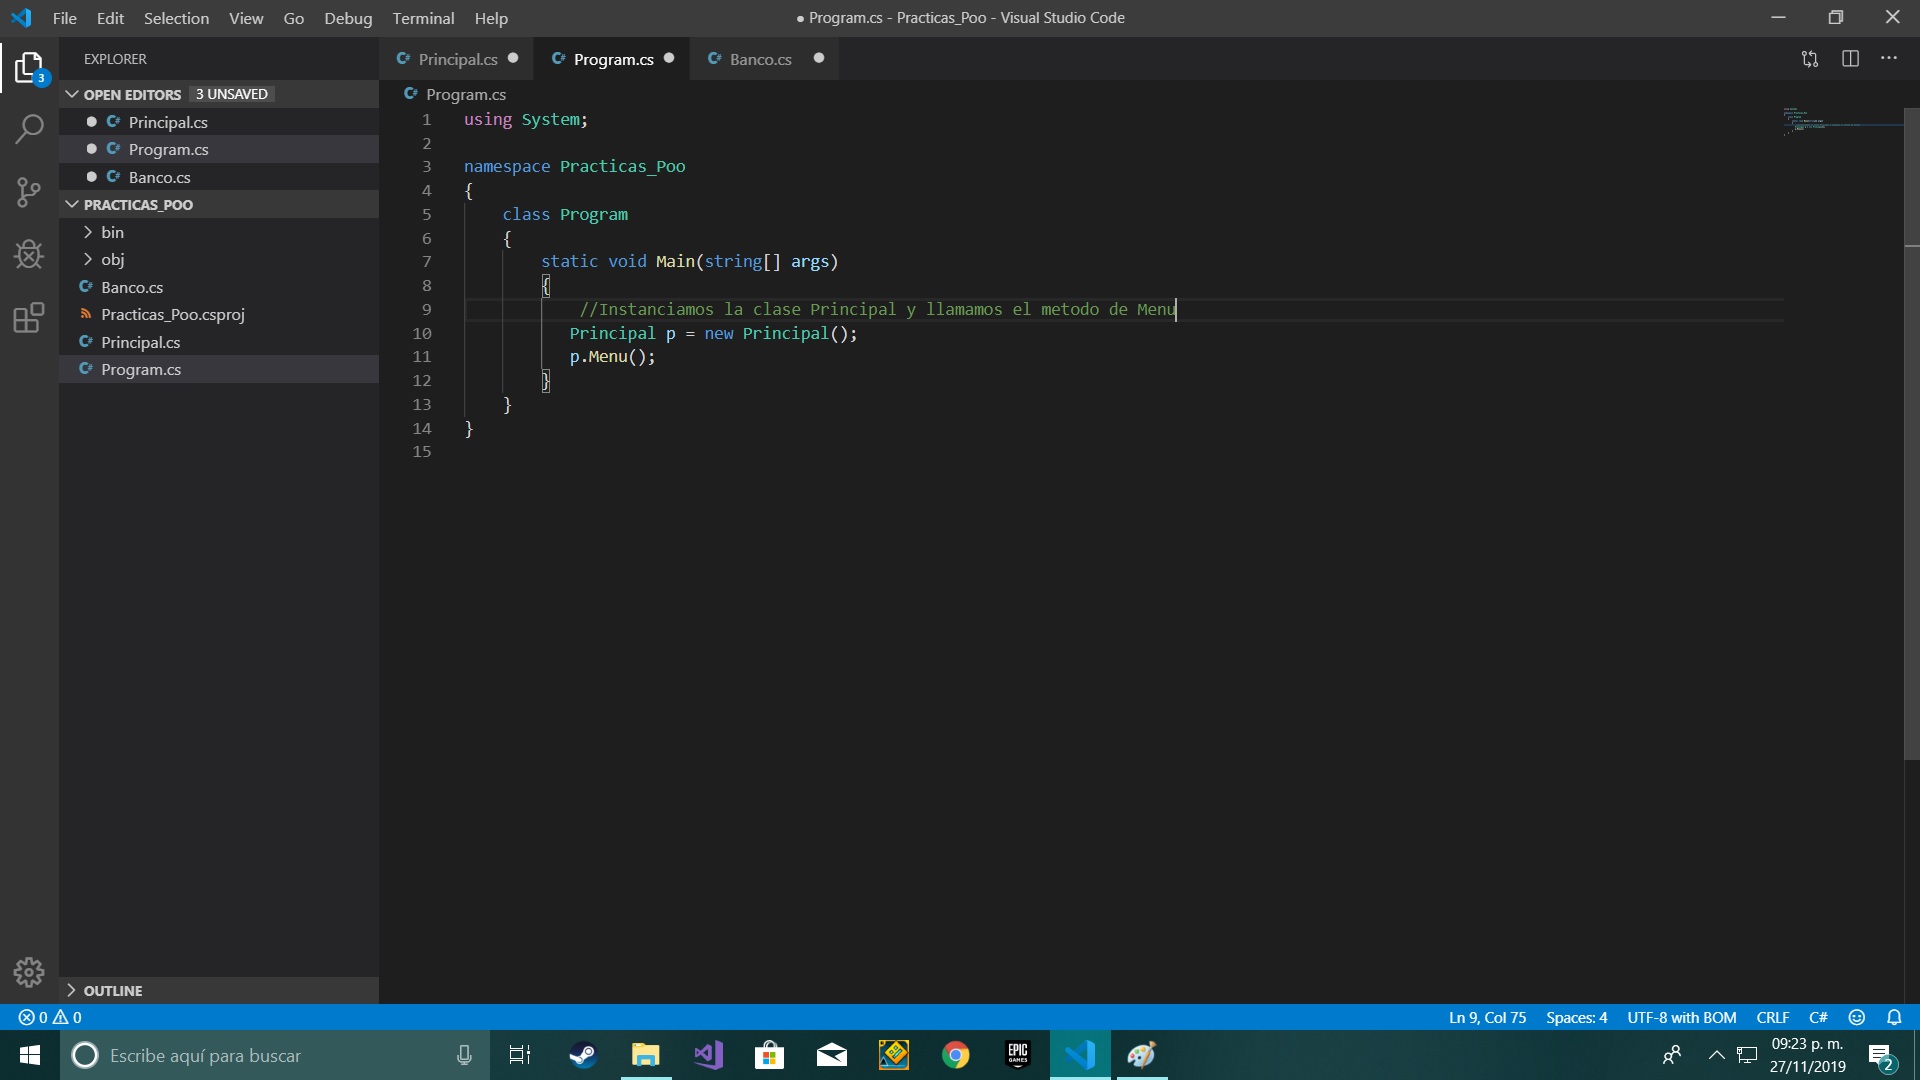 File Edit Selection View Go Debug Terminal Help
● Program.cs - Practicas_Poo - Visual Studio Code
3
EXPLORER
OPEN EDITORS 3 UNSAVED
Principal.cs
Program.cs
Banco.cs
PRACTICAS_POO
bin
obj
Banco.cs
Practicas_Poo.csproj
Principal.cs
Program.cs
OUTLINE
Principal.cs Program.cs Banco.cs
Program.cs
1 using System;
2
3 namespace Practicas_Poo
4 {
5 class Program
6 {
7 static void Main(string[] args)
8 {
9 //Instanciamos la clase Principal y llamamos el metodo de Menu
10 Principal p = new Principal();
11 p.Menu();
12 }
13 }
14 }
15
0 0
Ln 9, Col 75 Spaces: 4 UTF-8 with BOM CRLF C#
Escribe aquí para buscar
EPIC GAMES
09:23 p. m.
27/11/2019
2